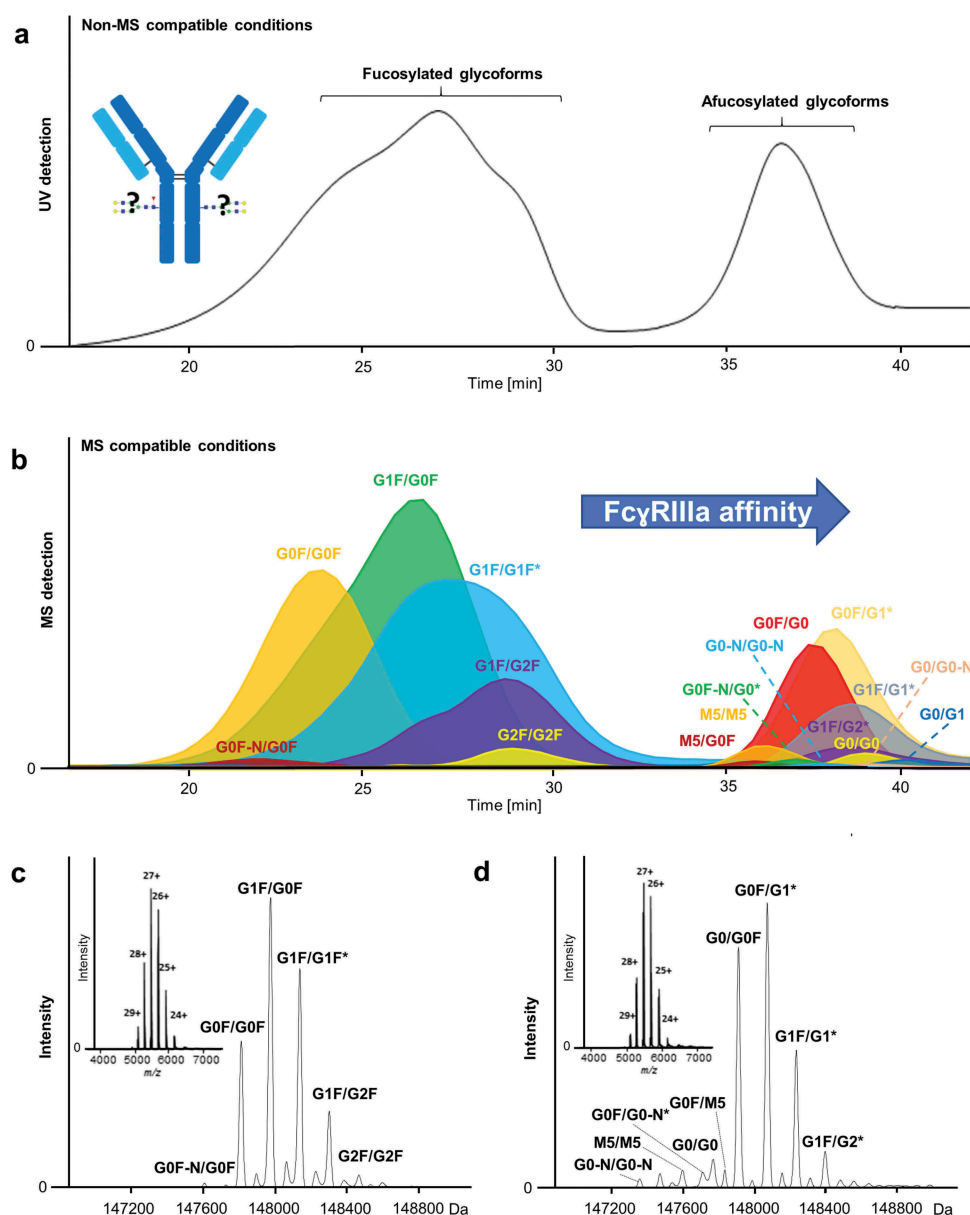 a
Non-MS compatible conditions
Fucosylated glycoforms
Afucosylated glycoforms
UV detection
?
?
0
20
25
30
35
40
Time [min]
b
MS compatible conditions
G1F/G0F
FcɣRIIIa affinity
G0F/G0F
G1F/G1F*
G0F/G1*
G0F/G0
G0-N/G0-N
G0/G0-N
G1F/G2F
G0F-N/G0*
G1F/G1*
G0/G1
M5/M5
G1F/G2*
G2F/G2F
G0F-N/G0F
M5/G0F
G0/G0
MS detection
0
20
25
30
35
40
Time [min]
c
27+
26+
28+
25+
29+
24+
Intensity
0
4000 5000 6000 7000
m/z
G1F/G0F
G1F/G1F*
G0F/G0F
G1F/G2F
G2F/G2F
G0F-N/G0F
Intensity
0
147200 147600 148000 148400 148800 Da
d
27+
26+
28+
25+
29+
24+
Intensity
0
4000 5000 6000 7000
m/z
G0F/G1*
G0/G0F
G1F/G1*
G0F/M5
G0F/G0-N*
M5/M5
G0/G0
G1F/G2*
G0-N/G0-N
Intensity
0
147200 147600 148000 148400 148800 Da